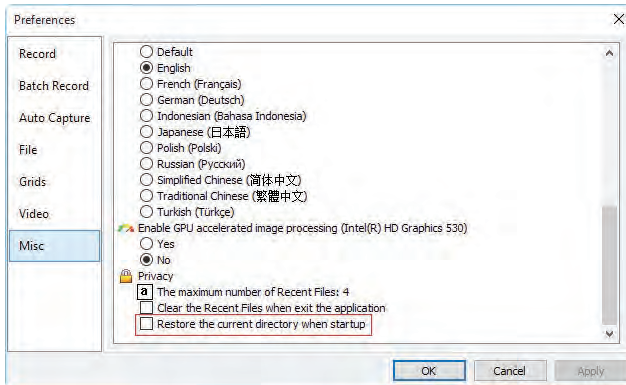 Preferences
Record
Batch Record
Auto Capture
File
Grids
Video
Misc
Default
English
French (Français)
German (Deutsch)
Indonesian (Bahasa Indonesia)
Japanese (日本語)
Polish (Polski)
Russian (Русский)
Simplified Chinese (简体中文)
Traditional Chinese (繁體中文)
Turkish (Türkçe)
Enable GPU accelerated image processing (Intel(R) HD Graphics 530)
Yes
No
Privacy
a The maximum number of Recent Files: 4
Clear the Recent Files when exit the application
Restore the current directory when startup
OK Cancel Apply